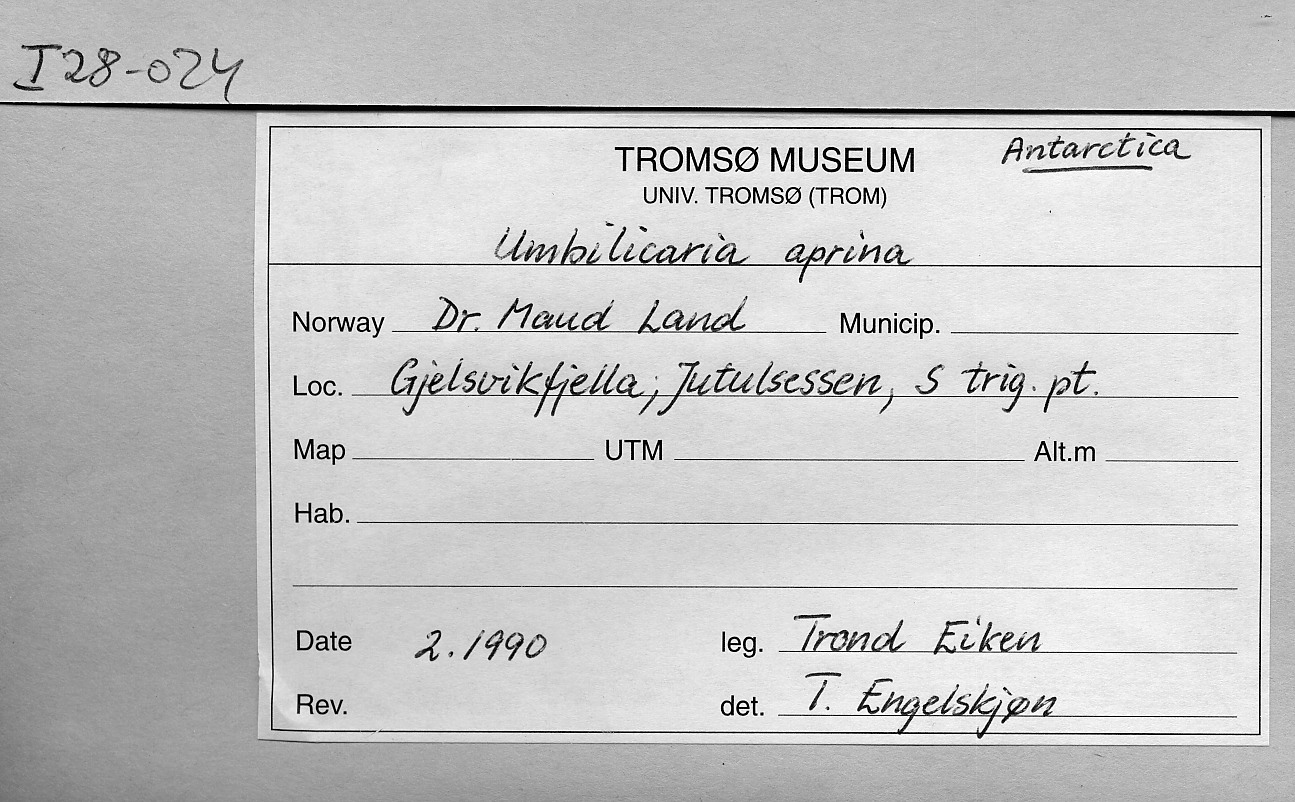 I28-024
Antarctica
TROMSØ MUSEUM
UNIV. TROMSØ (TROM)
Umbilicaria aprina
Norway Dr. Maud Land Municip.
Loc. Gjelsvikfjella, Jutulsessen, S trig. pt.
Map UTM Alt.m
Hab.
Date 2.1990 leg. Trond Eiken
Rev. det. T. Engelskjøn